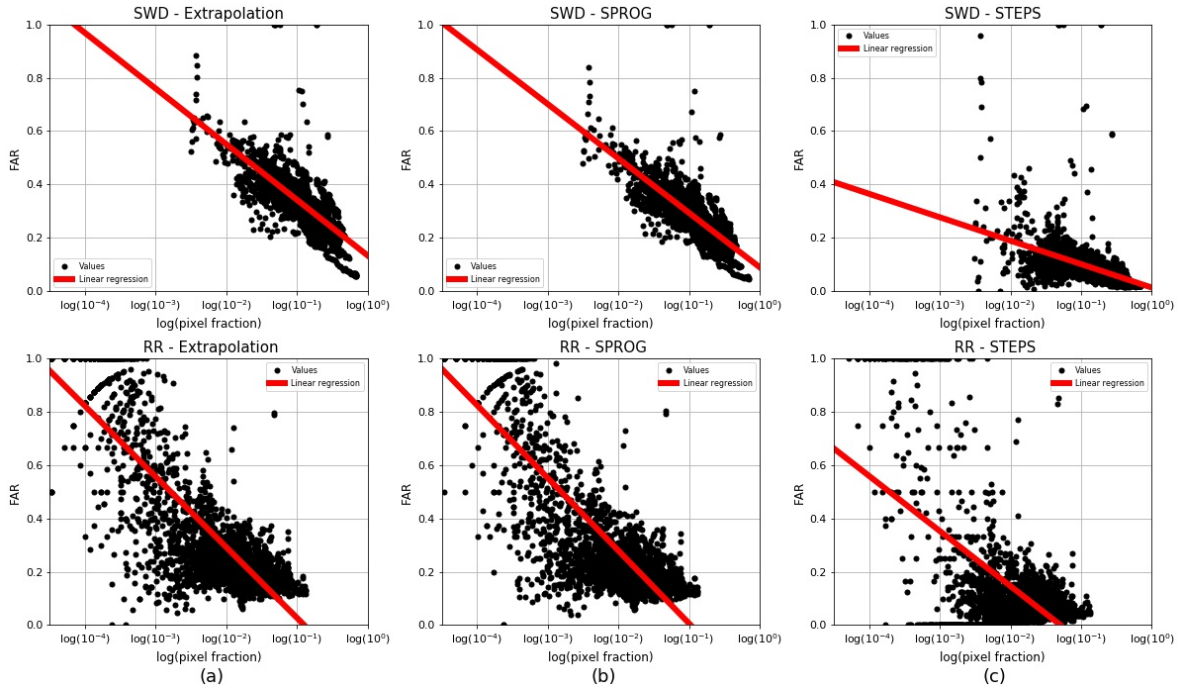 SWD - Extrapolation
1.0
0.8
0.6
0.4
0.2
0.0
FAR
Values
Linear regression
log(10⁻⁴) log(10⁻³) log(10⁻²) log(10⁻¹) log(10⁰)
log(pixel fraction)
SWD - SPROG
1.0
0.8
0.6
0.4
0.2
0.0
FAR
Values
Linear regression
log(10⁻⁴) log(10⁻³) log(10⁻²) log(10⁻¹) log(10⁰)
log(pixel fraction)
SWD - STEPS
1.0
0.8
0.6
0.4
0.2
0.0
FAR
Values
Linear regression
log(10⁻⁴) log(10⁻³) log(10⁻²) log(10⁻¹) log(10⁰)
log(pixel fraction)
RR - Extrapolation
1.0
0.8
0.6
0.4
0.2
0.0
FAR
Values
Linear regression
log(10⁻⁴) log(10⁻³) log(10⁻²) log(10⁻¹) log(10⁰)
log(pixel fraction)
(a)
RR - SPROG
1.0
0.8
0.6
0.4
0.2
0.0
FAR
Values
Linear regression
log(10⁻⁴) log(10⁻³) log(10⁻²) log(10⁻¹) log(10⁰)
log(pixel fraction)
(b)
RR - STEPS
1.0
0.8
0.6
0.4
0.2
0.0
FAR
Values
Linear regression
log(10⁻⁴) log(10⁻³) log(10⁻²) log(10⁻¹) log(10⁰)
log(pixel fraction)
(c)